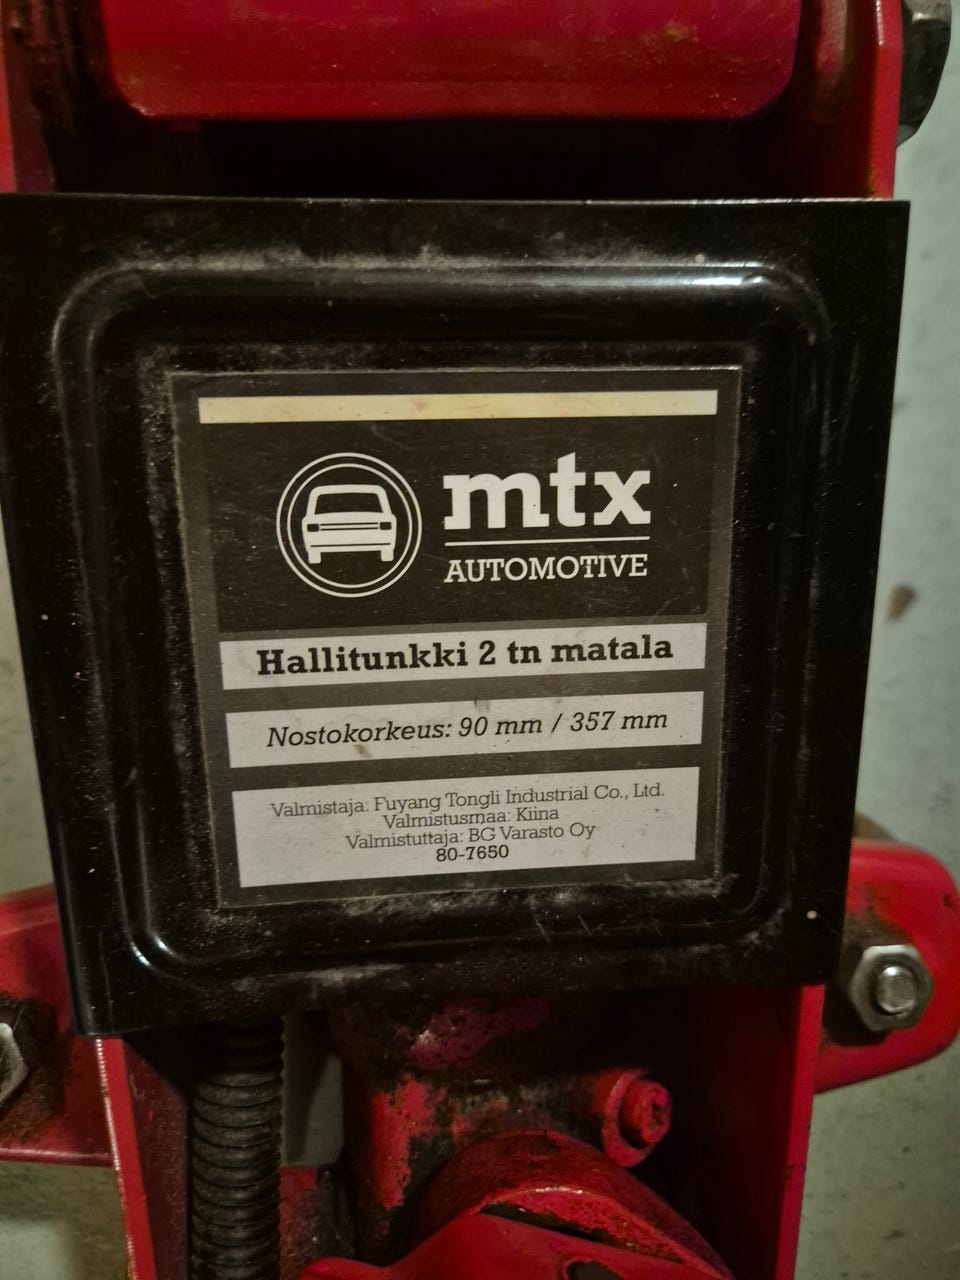 mtx
AUTOMOTIVE
Hallitunkki 2 tn matala
Nostokorkeus: 90 mm / 357 mm
Valmistaja: Fuyang Tongli Industrial Co., Ltd.
Valmistusmaa: Kiina
Valmistuttaja: BG Varasto Oy
80-7650